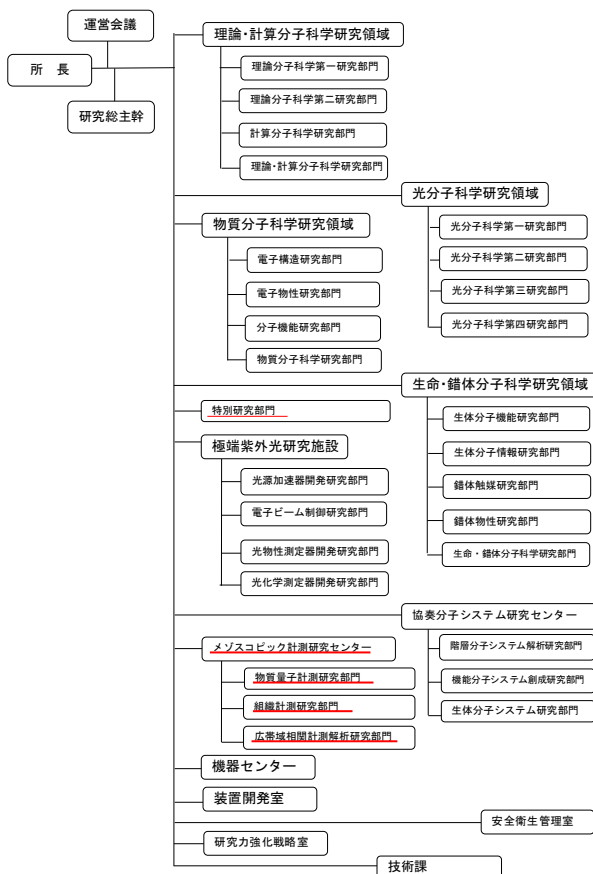 運営会議
所　長
研究総主幹
理論・計算分子科学研究領域
理論分子科学第一研究部門
理論分子科学第二研究部門
計算分子科学研究部門
理論・計算分子科学研究部門
光分子科学研究領域
光分子科学第一研究部門
光分子科学第二研究部門
光分子科学第三研究部門
光分子科学第四研究部門
物質分子科学研究領域
電子構造研究部門
電子物性研究部門
分子機能研究部門
物質分子科学研究部門
生命・錯体分子科学研究領域
生体分子機能研究部門
生体分子情報研究部門
錯体触媒研究部門
錯体物性研究部門
生命・錯体分子科学研究部門
特別研究部門
極端紫外光研究施設
光源加速器開発研究部門
電子ビーム制御研究部門
光物性測定器開発研究部門
光化学測定器開発研究部門
協奏分子システム研究センター
階層分子システム解析研究部門
機能分子システム創成研究部門
生体分子システム研究部門
メゾスコピック計測研究センター
物質量子計測研究部門
組織計測研究部門
広帯域相関計測解析研究部門
機器センター
装置開発室
安全衛生管理室
研究力強化戦略室
技術課